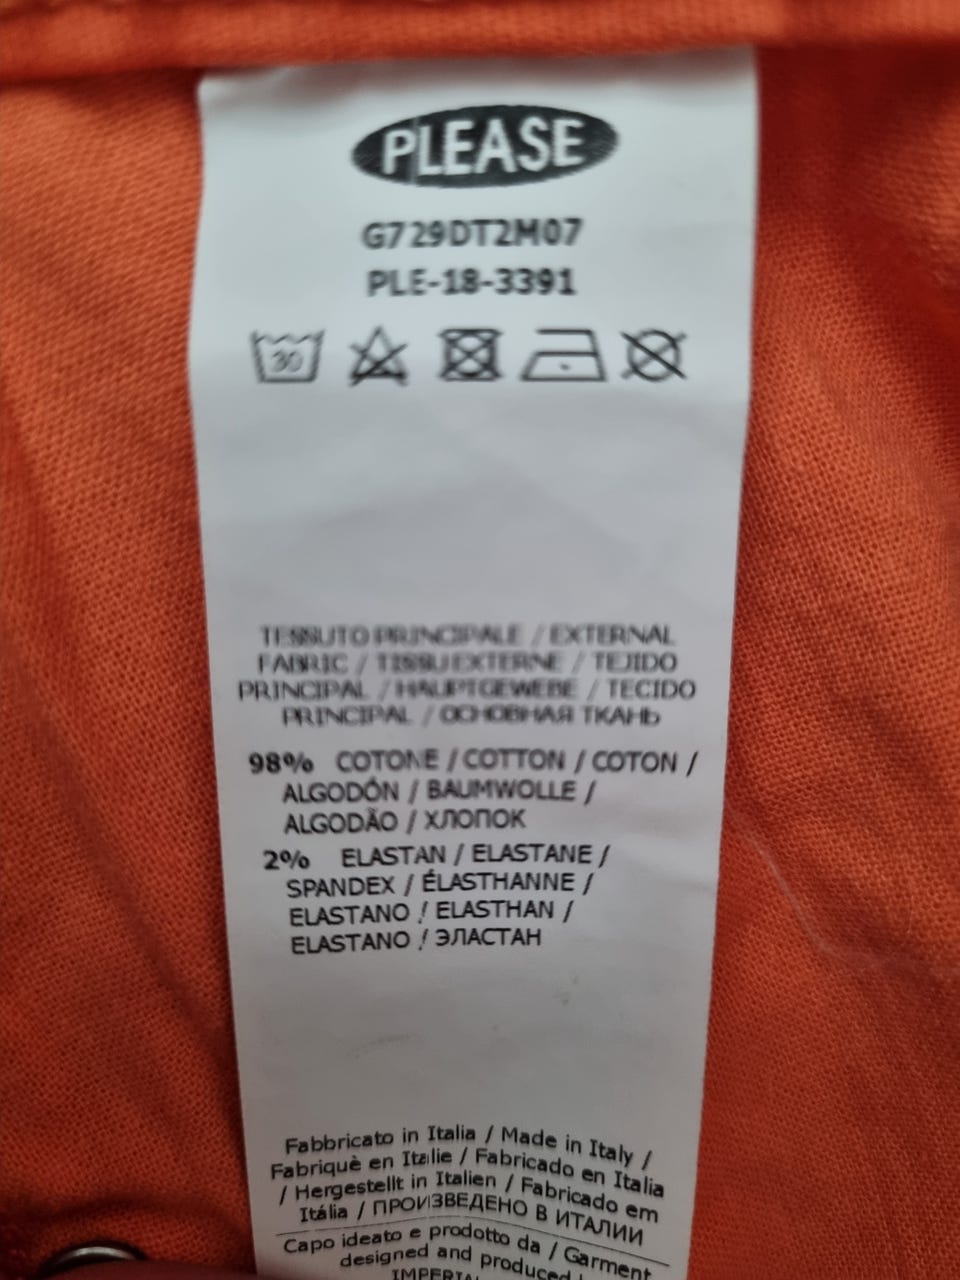 PLEASE
G729DT2M07
PLE-18-3391
30
TESSUTO PRINCIPALE / EXTERNAL
FABRIC / TISSU EXTERNE / TEJIDO
PRINCIPAL / HAUPTGEWEBE / TECIDO
PRINCIPAL / ОСНОВНАЯ ТКАНЬ
98% COTONE / COTTON / COTON /
ALGODÓN / BAUMWOLLE /
ALGODÃO / ХЛОПОК
2% ELASTAN / ELASTANE /
SPANDEX / ÉLASTHANNE /
ELASTANO / ELASTHAN /
ELASTANO / ЭЛАСТАН
Fabbricato in Italia / Made in Italy /
Fabriquè en Italie / Fabricado en Italia
/ Hergestellt in Italien / Fabricado em
Itália / ПРОИЗВЕДЕНО В ИТАЛИИ
Capo ideato e prodotto da / Garment
designed and produced